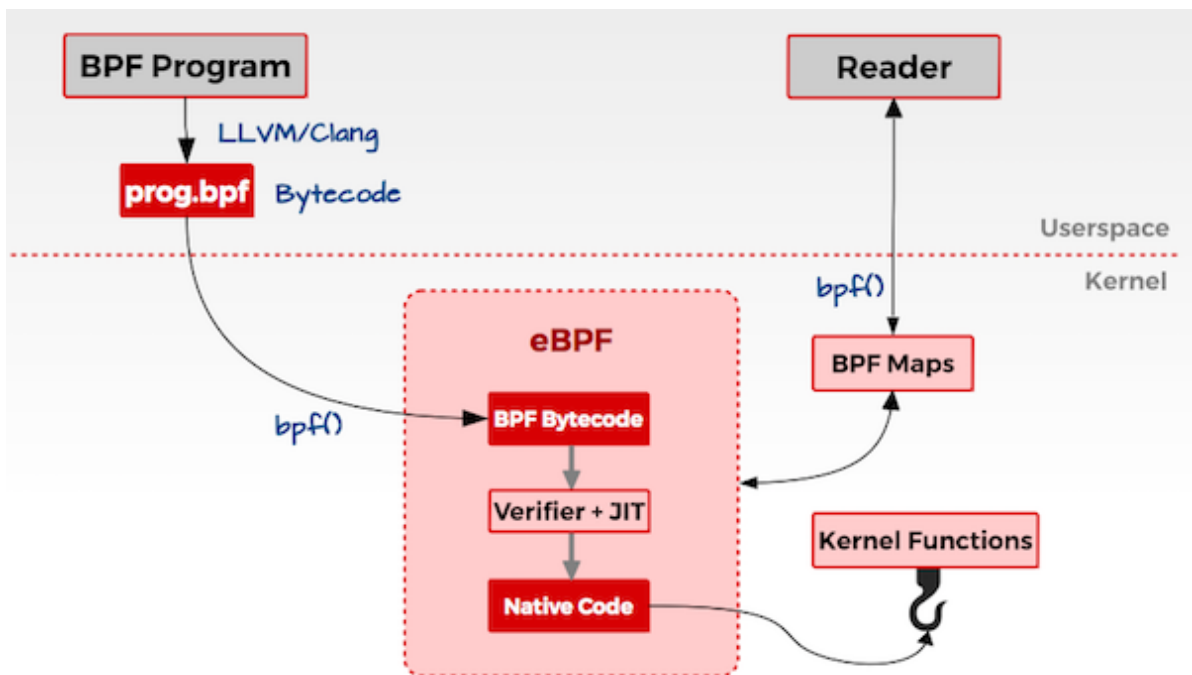 BPF Program
Reader
LLVM/Clang
prog.bpf
Bytecode
Userspace
Kernel
bpf()
eBPF
BPF Maps
BPF Bytecode
bpf()
Verifier + JIT
Kernel Functions
Native Code